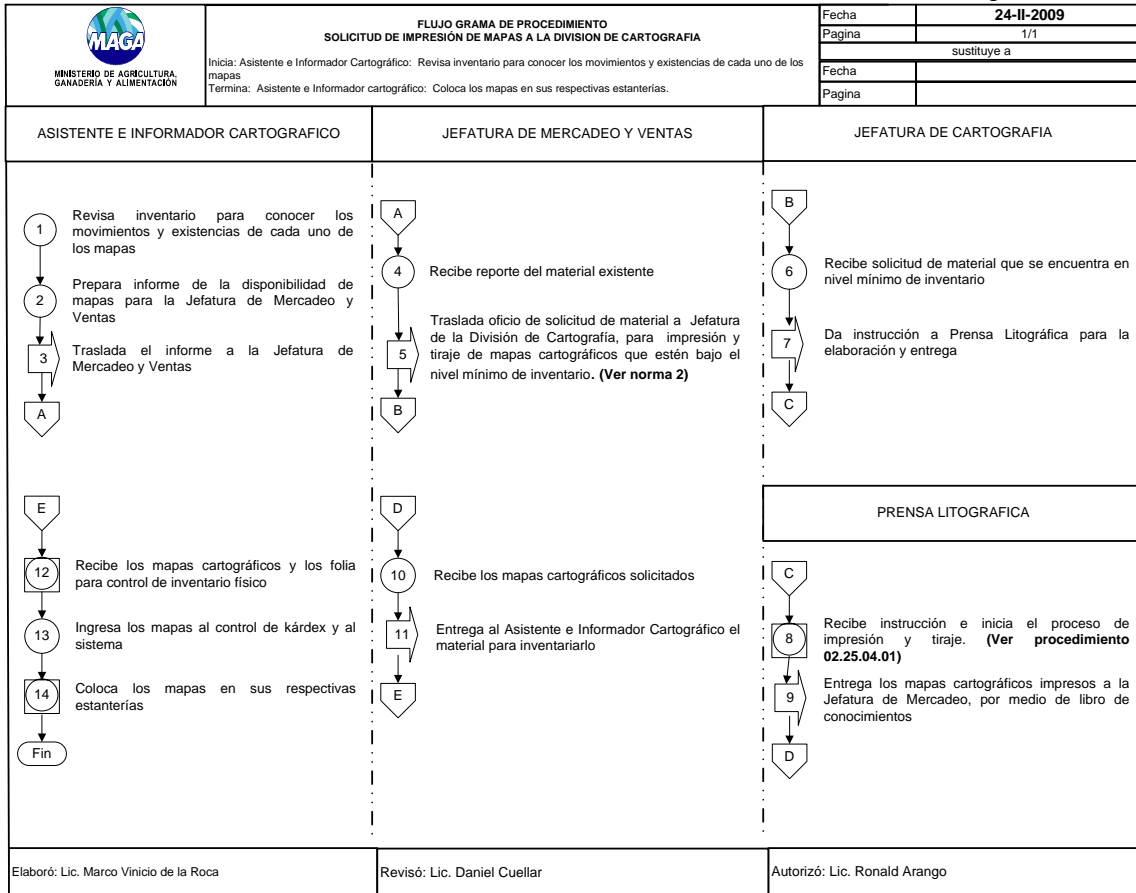 MAGA
MINISTERIO DE AGRICULTURA,
GANADERÍA Y ALIMENTACIÓN
FLUJO GRAMA DE PROCEDIMIENTO
SOLICITUD DE IMPRESIÓN DE MAPAS A LA DIVISION DE CARTOGRAFIA
Inicia: Asistente e Informador Cartográfico: Revisa inventario para conocer los movimientos y existencias de cada uno de los
mapas
Termina: Asistente e Informador cartográfico: Coloca los mapas en sus respectivas estanterías.
Fecha 24-II-2009
Pagina 1/1
sustituye a
Fecha
Pagina
ASISTENTE E INFORMADOR CARTOGRAFICO
JEFATURA DE MERCADEO Y VENTAS
JEFATURA DE CARTOGRAFIA
1
Revisa inventario para conocer los
movimientos y existencias de cada uno de
los mapas
2
Prepara informe de la disponibilidad de
mapas para la Jefatura de Mercadeo y
Ventas
3
Traslada el informe a la Jefatura de
Mercadeo y Ventas
A
A
4
Recibe reporte del material existente
5
Traslada oficio de solicitud de material a Jefatura
de la División de Cartografía, para impresión y
tiraje de mapas cartográficos que estén bajo el
nivel mínimo de inventario. (Ver norma 2)
B
B
6
Recibe solicitud de material que se encuentra en
nivel mínimo de inventario
7
Da instrucción a Prensa Litográfica para la
elaboración y entrega
C
E
12
Recibe los mapas cartográficos y los folia
para control de inventario físico
13
Ingresa los mapas al control de kárdex y al
sistema
14
Coloca los mapas en sus respectivas
estanterías
Fin
D
10
Recibe los mapas cartográficos solicitados
11
Entrega al Asistente e Informador Cartográfico el
material para inventariarlo
E
PRENSA LITOGRAFICA
C
8
Recibe instrucción e inicia el proceso de
impresión y tiraje. (Ver procedimiento
02.25.04.01)
9
Entrega los mapas cartográficos impresos a la
Jefatura de Mercadeo, por medio de libro de
conocimientos
D
Elaboró: Lic. Marco Vinicio de la Roca
Revisó: Lic. Daniel Cuellar
Autorizó: Lic. Ronald Arango